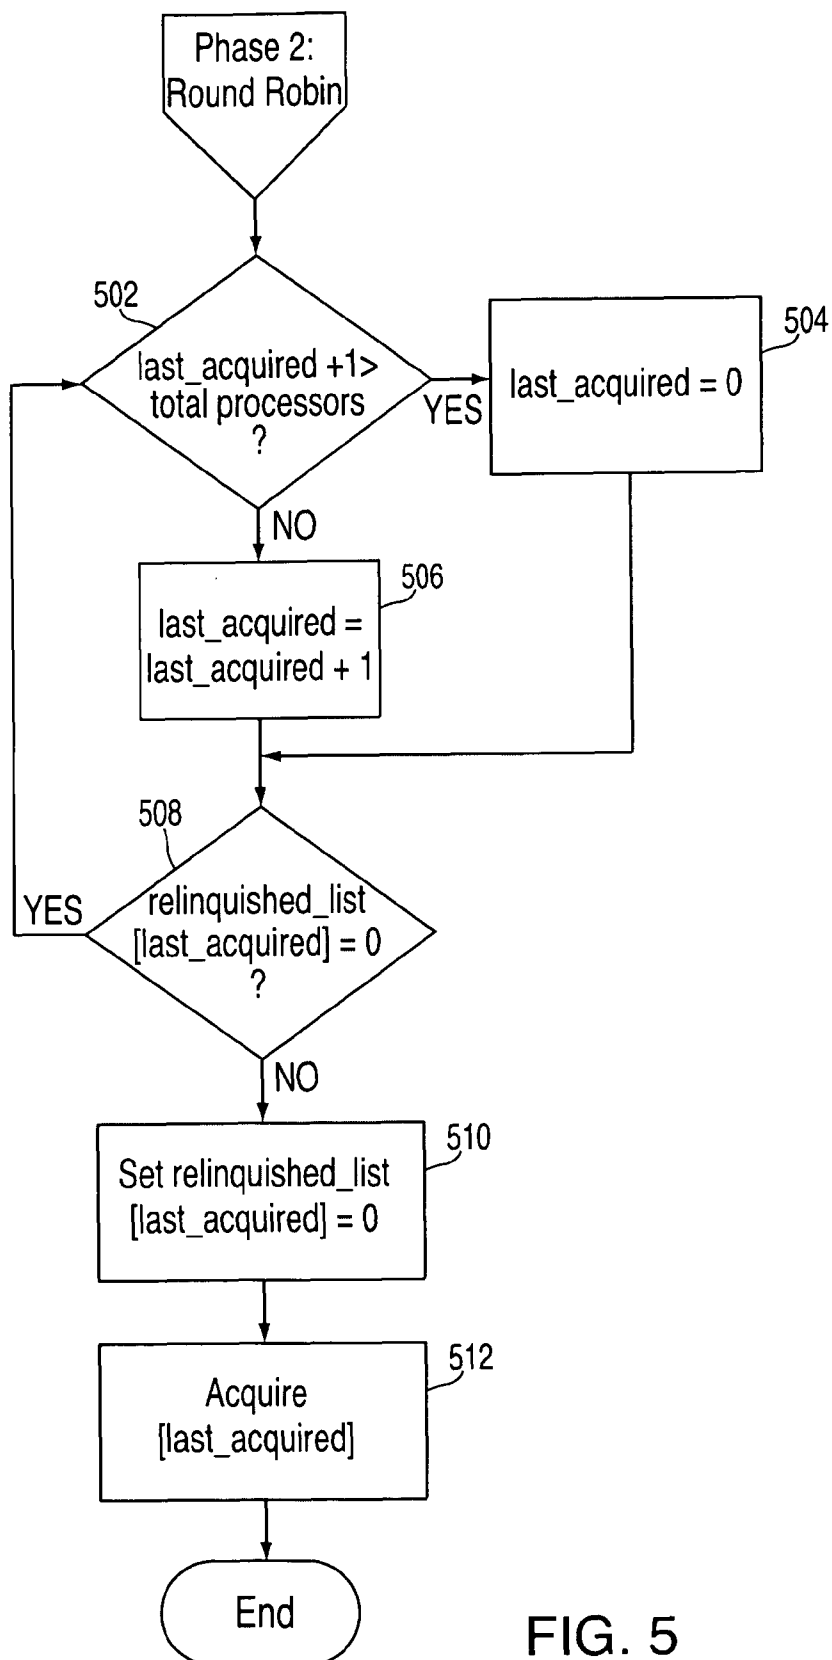 Phase 2:
Round Robin
502
last_acquired +1>
total processors
?
YES
504
last_acquired = 0
NO
506
last_acquired =
last_acquired + 1
508
relinquished_list
[last_acquired] = 0
?
YES
NO
510
Set relinquished_list
[last_acquired] = 0
512
Acquire
[last_acquired]
End
FIG. 5